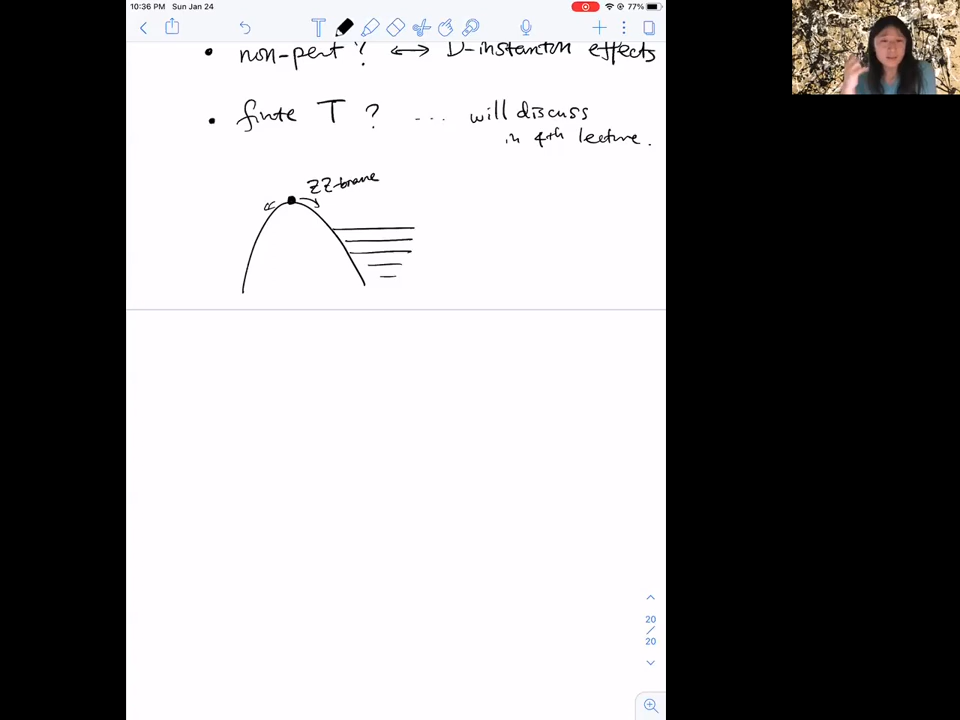 10:36 PM Sun Jan 24
77%
• non-pert ? ↔ D-instanton effects
• finte T ? ... will discuss
in 4th lecture.
ZZ-brane
20
/
20